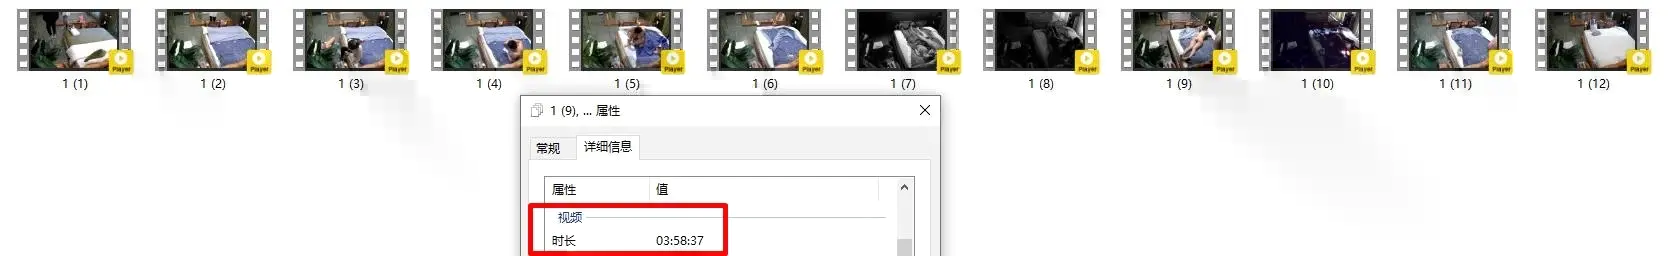 Player Player Player Player Player Player Player Player Player Player Player Player
1 (1) 1 (2) 1 (3) 1 (4) 1 (5) 1 (6) 1 (7) 1 (8) 1 (9) 1 (10) 1 (11) 1 (12)
1 (9), ... 属性
常规 详细信息
属性 值
视频
时长 03:58:37